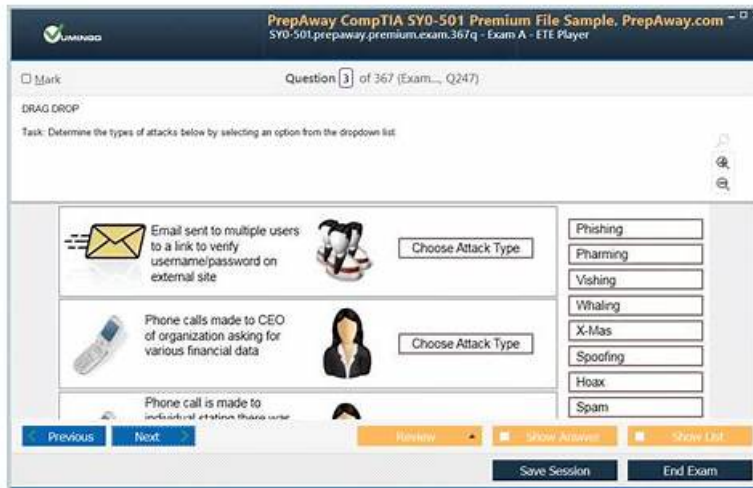 VUMINGO
PrepAway CompTIA SY0-501 Premium File Sample. PrepAway.com
SY0-501.prepaway.premium.exam.367q - Exam A - ETE Player
Mark
Question 3 of 367 (Exam..., Q247)
DRAG DROP
Task: Determine the types of attacks below by selecting an option from the dropdown list
Email sent to multiple users
to a link to verify
username/password on
external site
Choose Attack Type
Phone calls made to CEO
of organization asking for
various financial data
Choose Attack Type
Phone call is made to
individual stating there was
Phishing
Pharming
Vishing
Whaling
X-Mas
Spoofing
Hoax
Spam
Previous
Next
Review
Show Answer
Show List
Save Session
End Exam